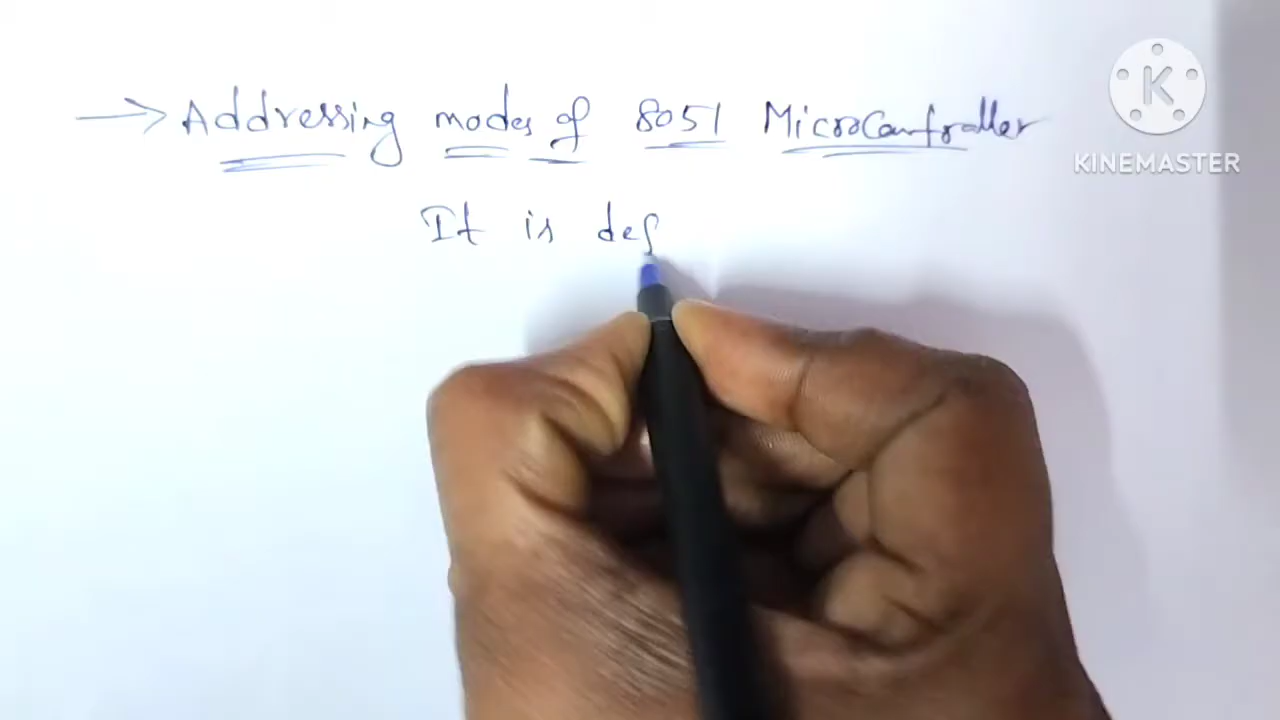 → Addressing modes of 8051 MicroController
It is def
K
KINEMASTER